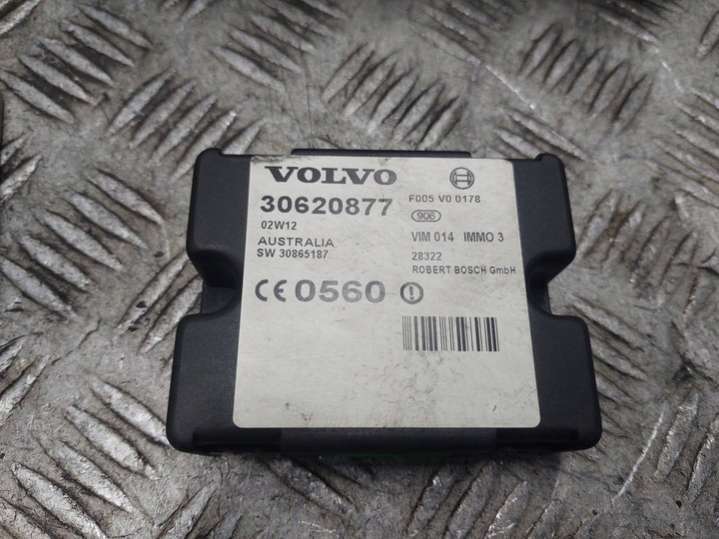 VOLVO
30620877
02W12
AUSTRALIA
SW 30865187
CE 0560
F005 V0 0178
906
VIM 014 IMMO 3
28322
ROBERT BOSCH GmbH